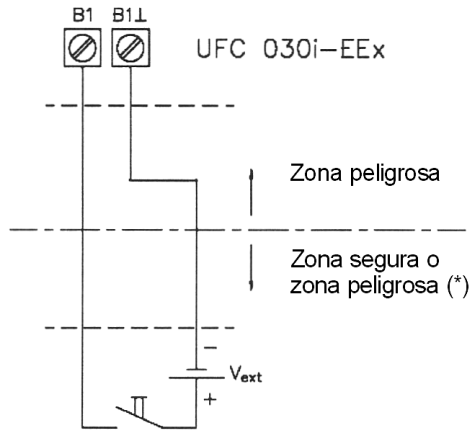 B1 B1⊥
UFC 030i-EEx
Zona peligrosa
Zona segura o
zona peligrosa (*)
-
Vext
+